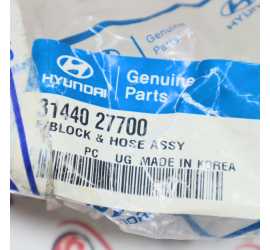 HYUNDAI
Genuine
Parts
31440 27700
BLOCK & HOSE ASSY
PC UG MADE IN KOREA